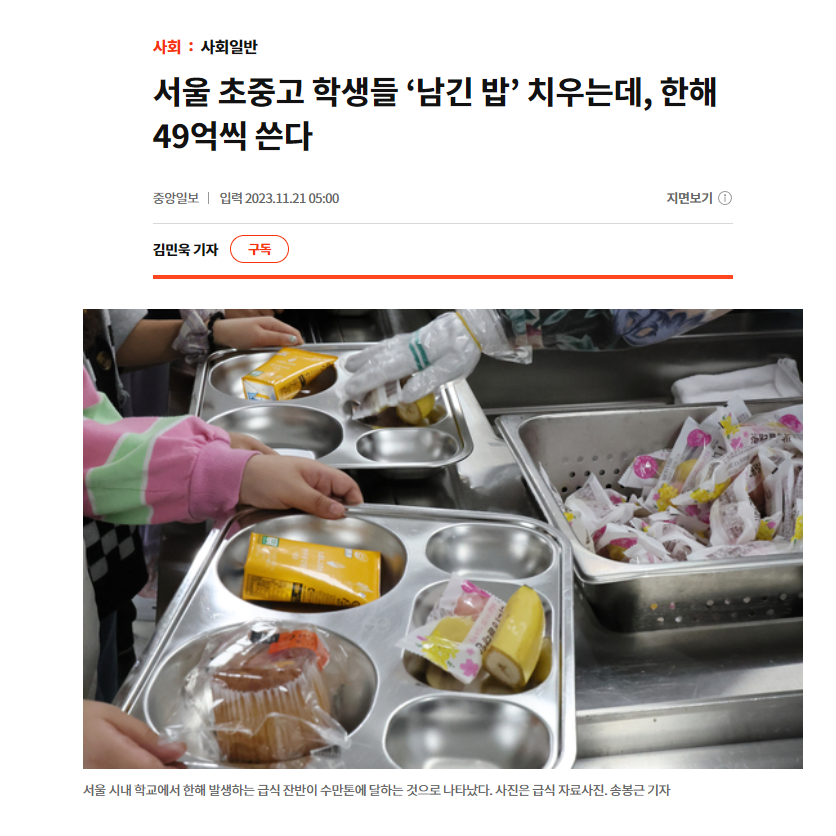 사회 : 사회일반
서울 초중고 학생들 ‘남긴 밥’ 치우는데, 한해
49억씩 쓴다
중앙일보 | 입력 2023.11.21 05:00
지면보기
김민욱 기자
구독
서울 시내 학교에서 한해 발생하는 급식 잔반이 수만톤에 달하는 것으로 나타났다. 사진은 급식 자료사진. 송봉근 기자